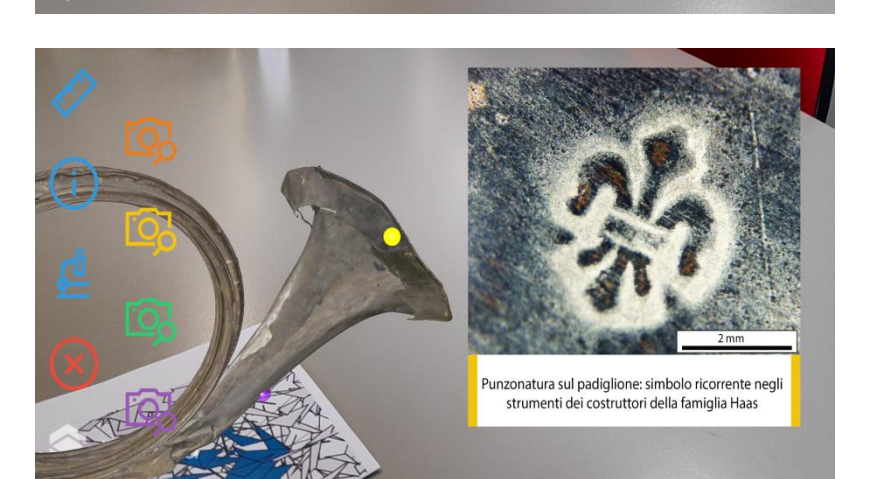 2 mm
Punzonatura sul padiglione: simbolo ricorrente negli
strumenti dei costruttori della famiglia Haas